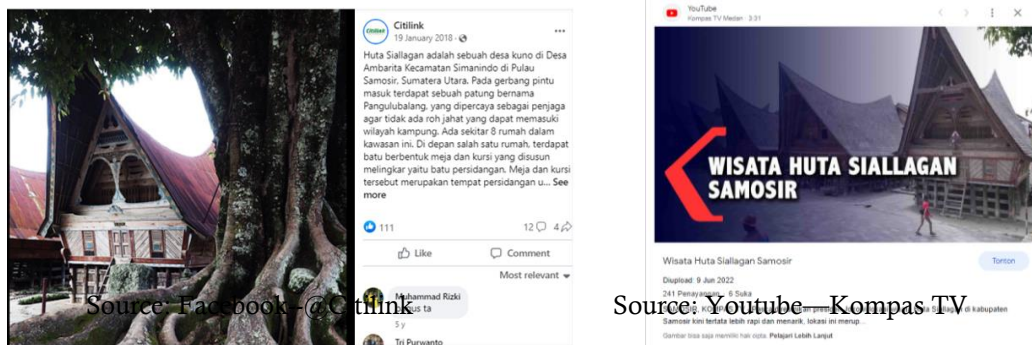 Citilink
19 January 2018 ·
Huta Siallagan adalah sebuah desa kuno di Desa
Ambarita Kecamatan Simanindo di Pulau
Samosir, Sumatera Utara. Pada gerbang pintu
masuk terdapat sebuah patung bernama
Pangulubalang, yang dipercaya sebagai penjaga
agar tidak ada roh jahat yang dapat memasuki
wilayah kampung. Ada sekitar 8 rumah dalam
kawasan ini. Di depan salah satu rumah, terdapat
batu berbentuk meja dan kursi yang disusun
melingkar yaitu batu persidangan. Meja dan kursi
tersebut merupakan tempat persidangan u... See
more
111
12 4
Like Comment
Most relevant
Muhammad Rizki
ta
5 y
Tri Purwanto
Source: Facebook–@Citilink
YouTube
Kompas TV Medan · 3:31
WISATA HUTA SIALLAGAN
SAMOSIR
Wisata Huta Siallagan Samosir
Tonton
Diupload: 9 Jun 2022
241 Penayangan · 6 Suka
di kabupaten
Samosir kini tertata lebih rapi dan menarik, lokasi ini merup...
Gambar bisa saja memiliki hak cipta. Pelajari Lebih Lanjut
Source: Youtube—Kompas TV